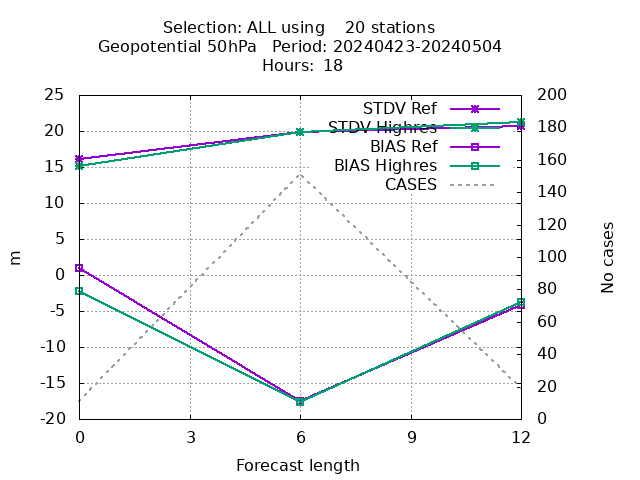 Selection: ALL using    20 stations
Geopotential 50hPa   Period: 20240423-20240504
Hours: 18
25 200
20 180
15 160
10 140
5 120
0 100
-5 80
-10 60
-15 40
-20 20
0
STDV Ref
STDV Highres
BIAS Ref
BIAS Highres
CASES
m
No cases
0 3 6 9 12
Forecast length